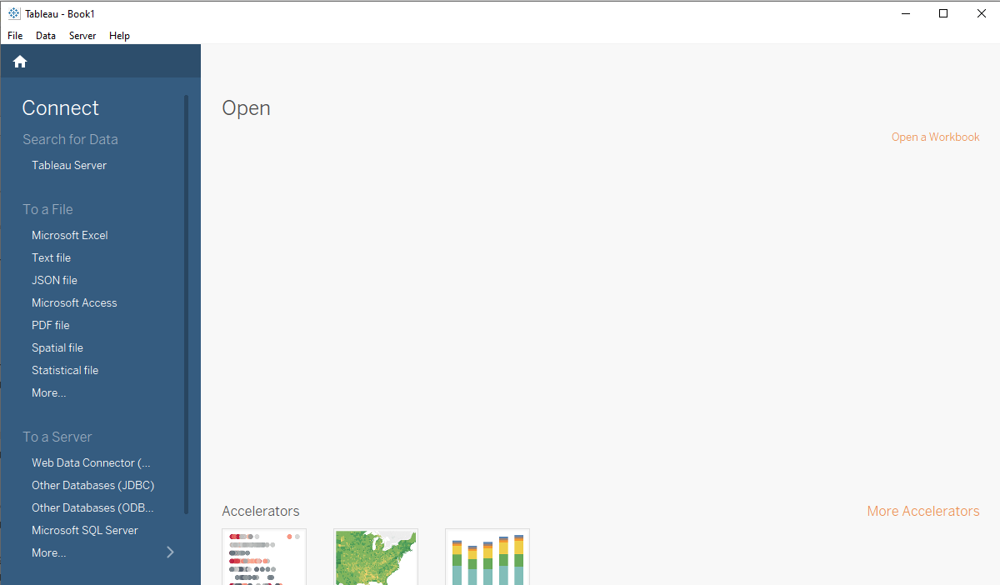 Tableau - Book1
File Data Server Help
Connect
Search for Data
Tableau Server
To a File
Microsoft Excel
Text file
JSON file
Microsoft Access
PDF file
Spatial file
Statistical file
More...
To a Server
Web Data Connector (...
Other Databases (JDBC)
Other Databases (ODB...
Microsoft SQL Server
More...
Open
Open a Workbook
Accelerators
More Accelerators